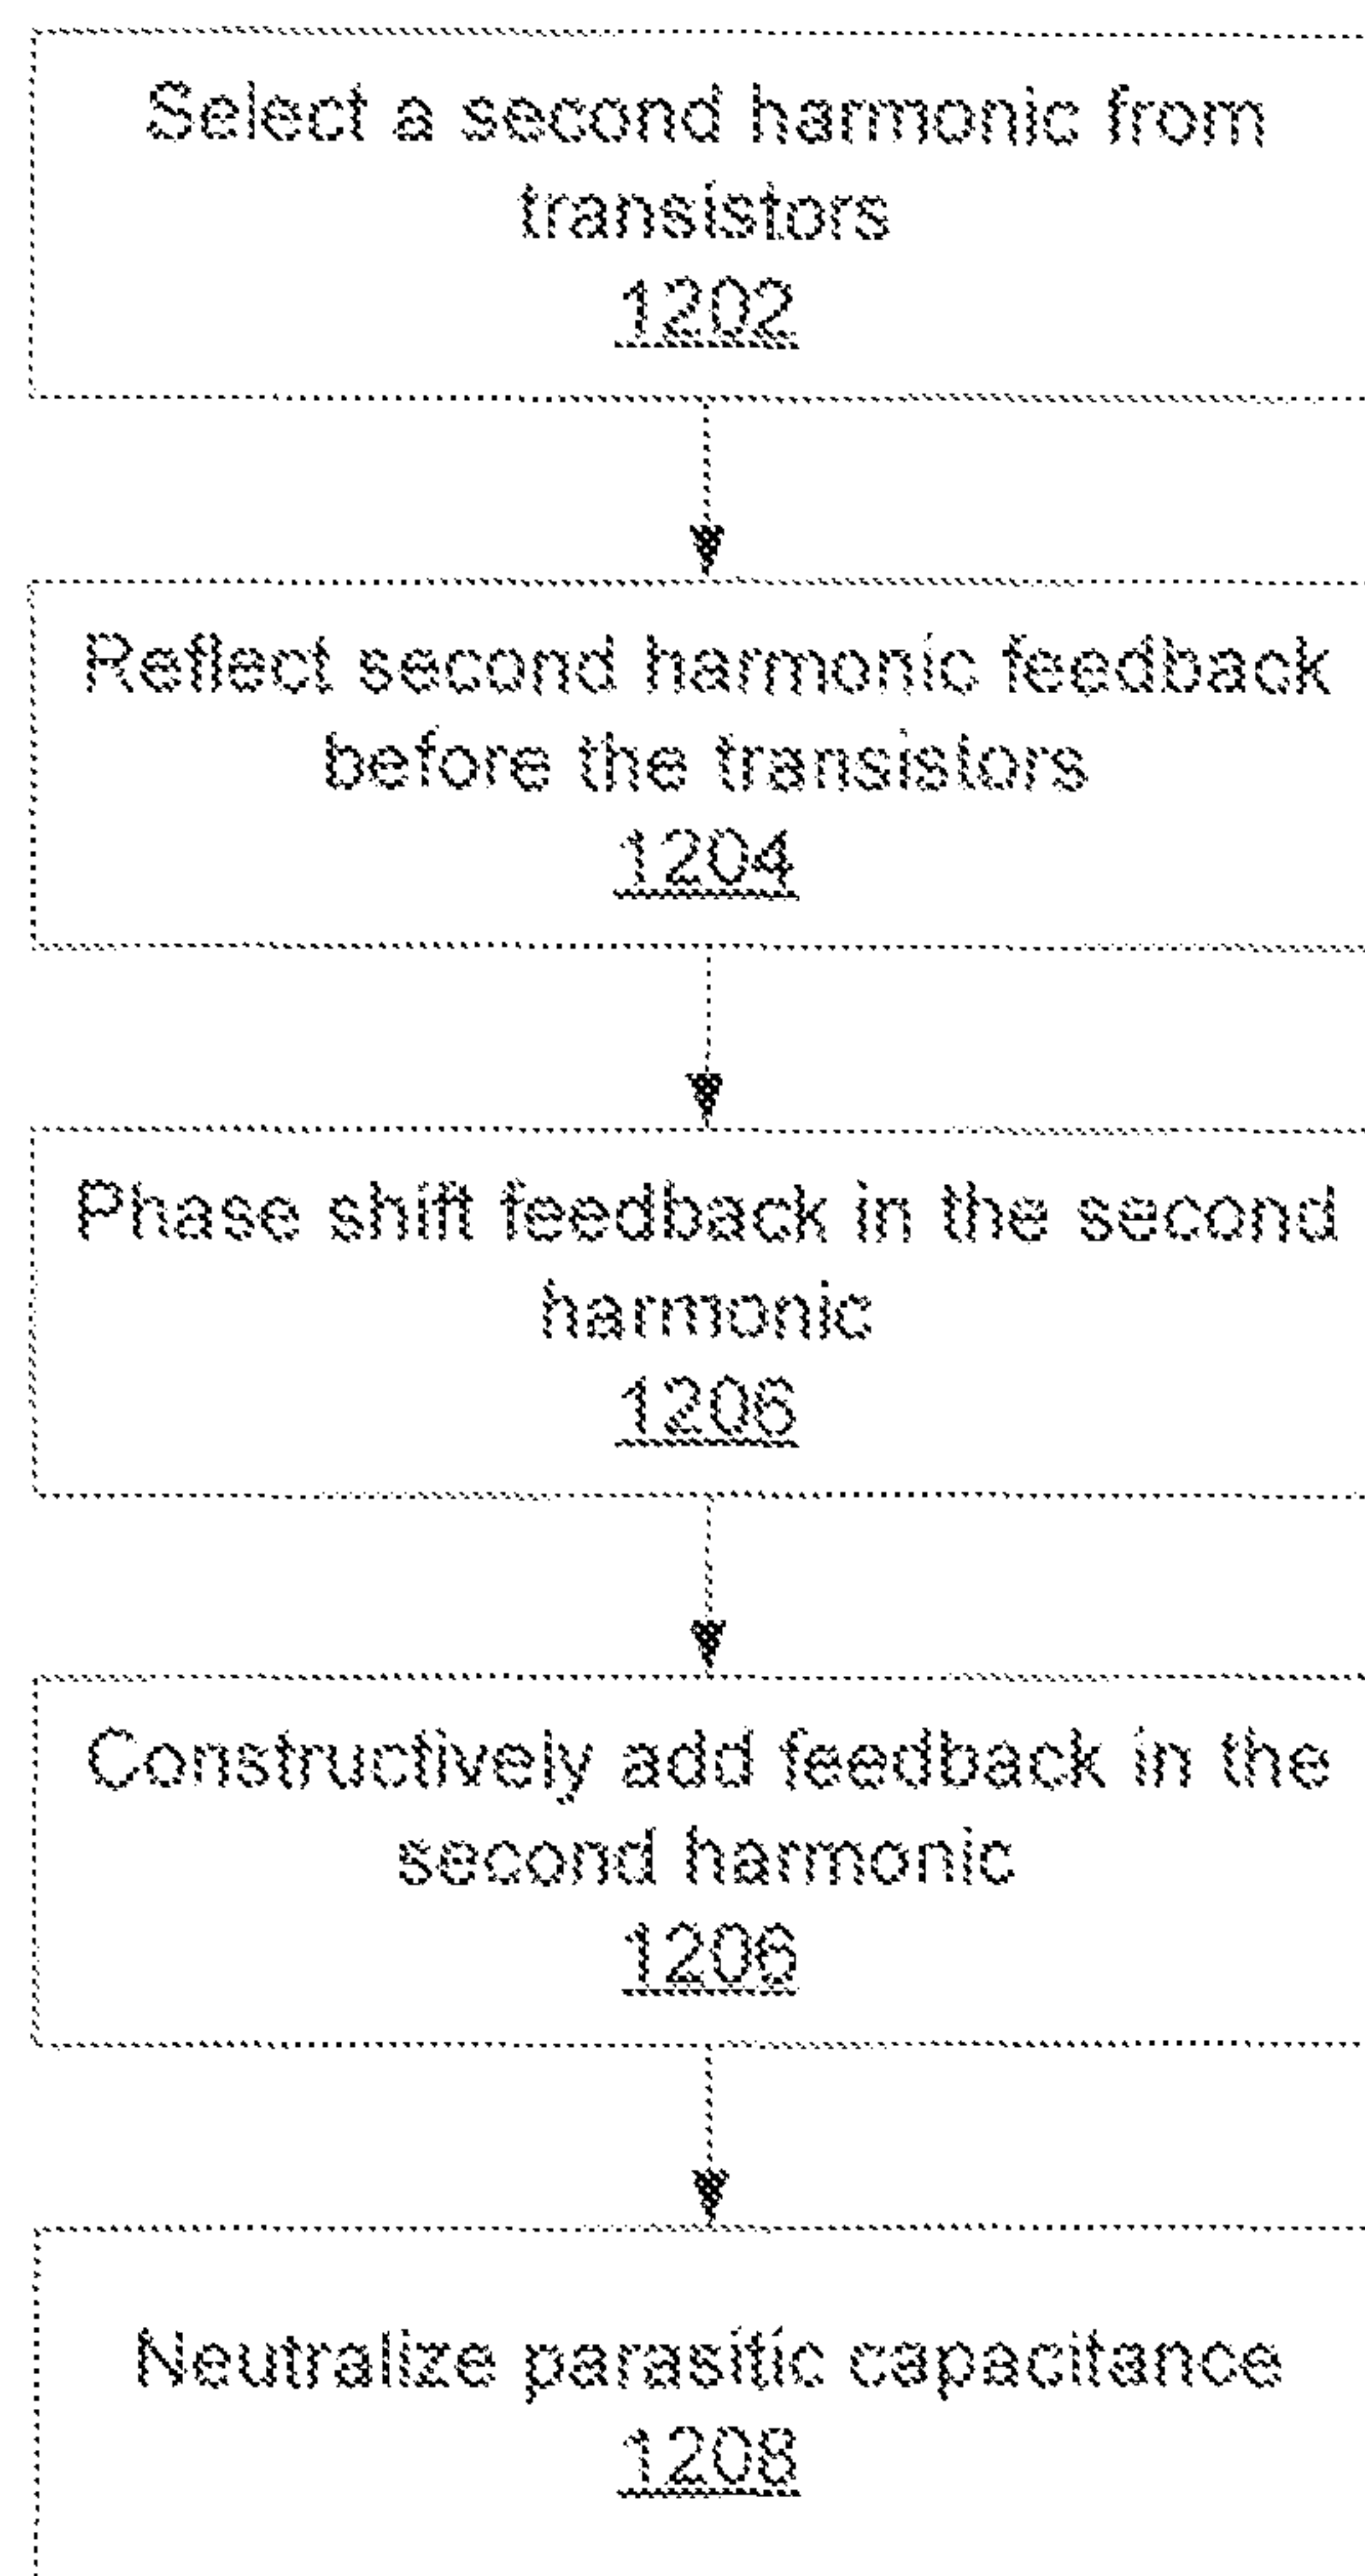 Select a second harmonic from
transistors
1202
Reflect second harmonic feedback
before the transistors
1204
Phase shift feedback in the second
harmonic
1206
Constructively add feedback in the
second harmonic
1206
Neutralize parasitic capacitance
1208